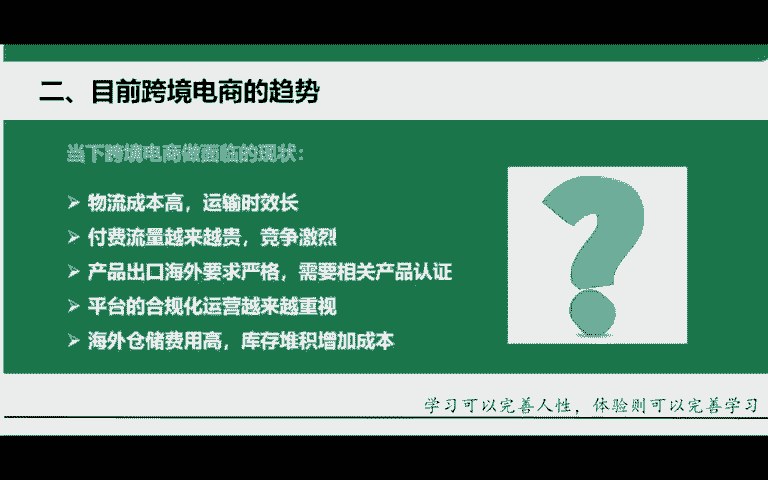 二、目前跨境电商的趋势
当下跨境电商做面临的现状：
物流成本高，运输时效长
付费流量越来越贵，竞争激烈
产品出口海外要求严格，需要相关产品认证
平台的合规化运营越来越重视
海外仓储费用高，库存堆积增加成本
学习可以完善人性，体验则可以完善学习